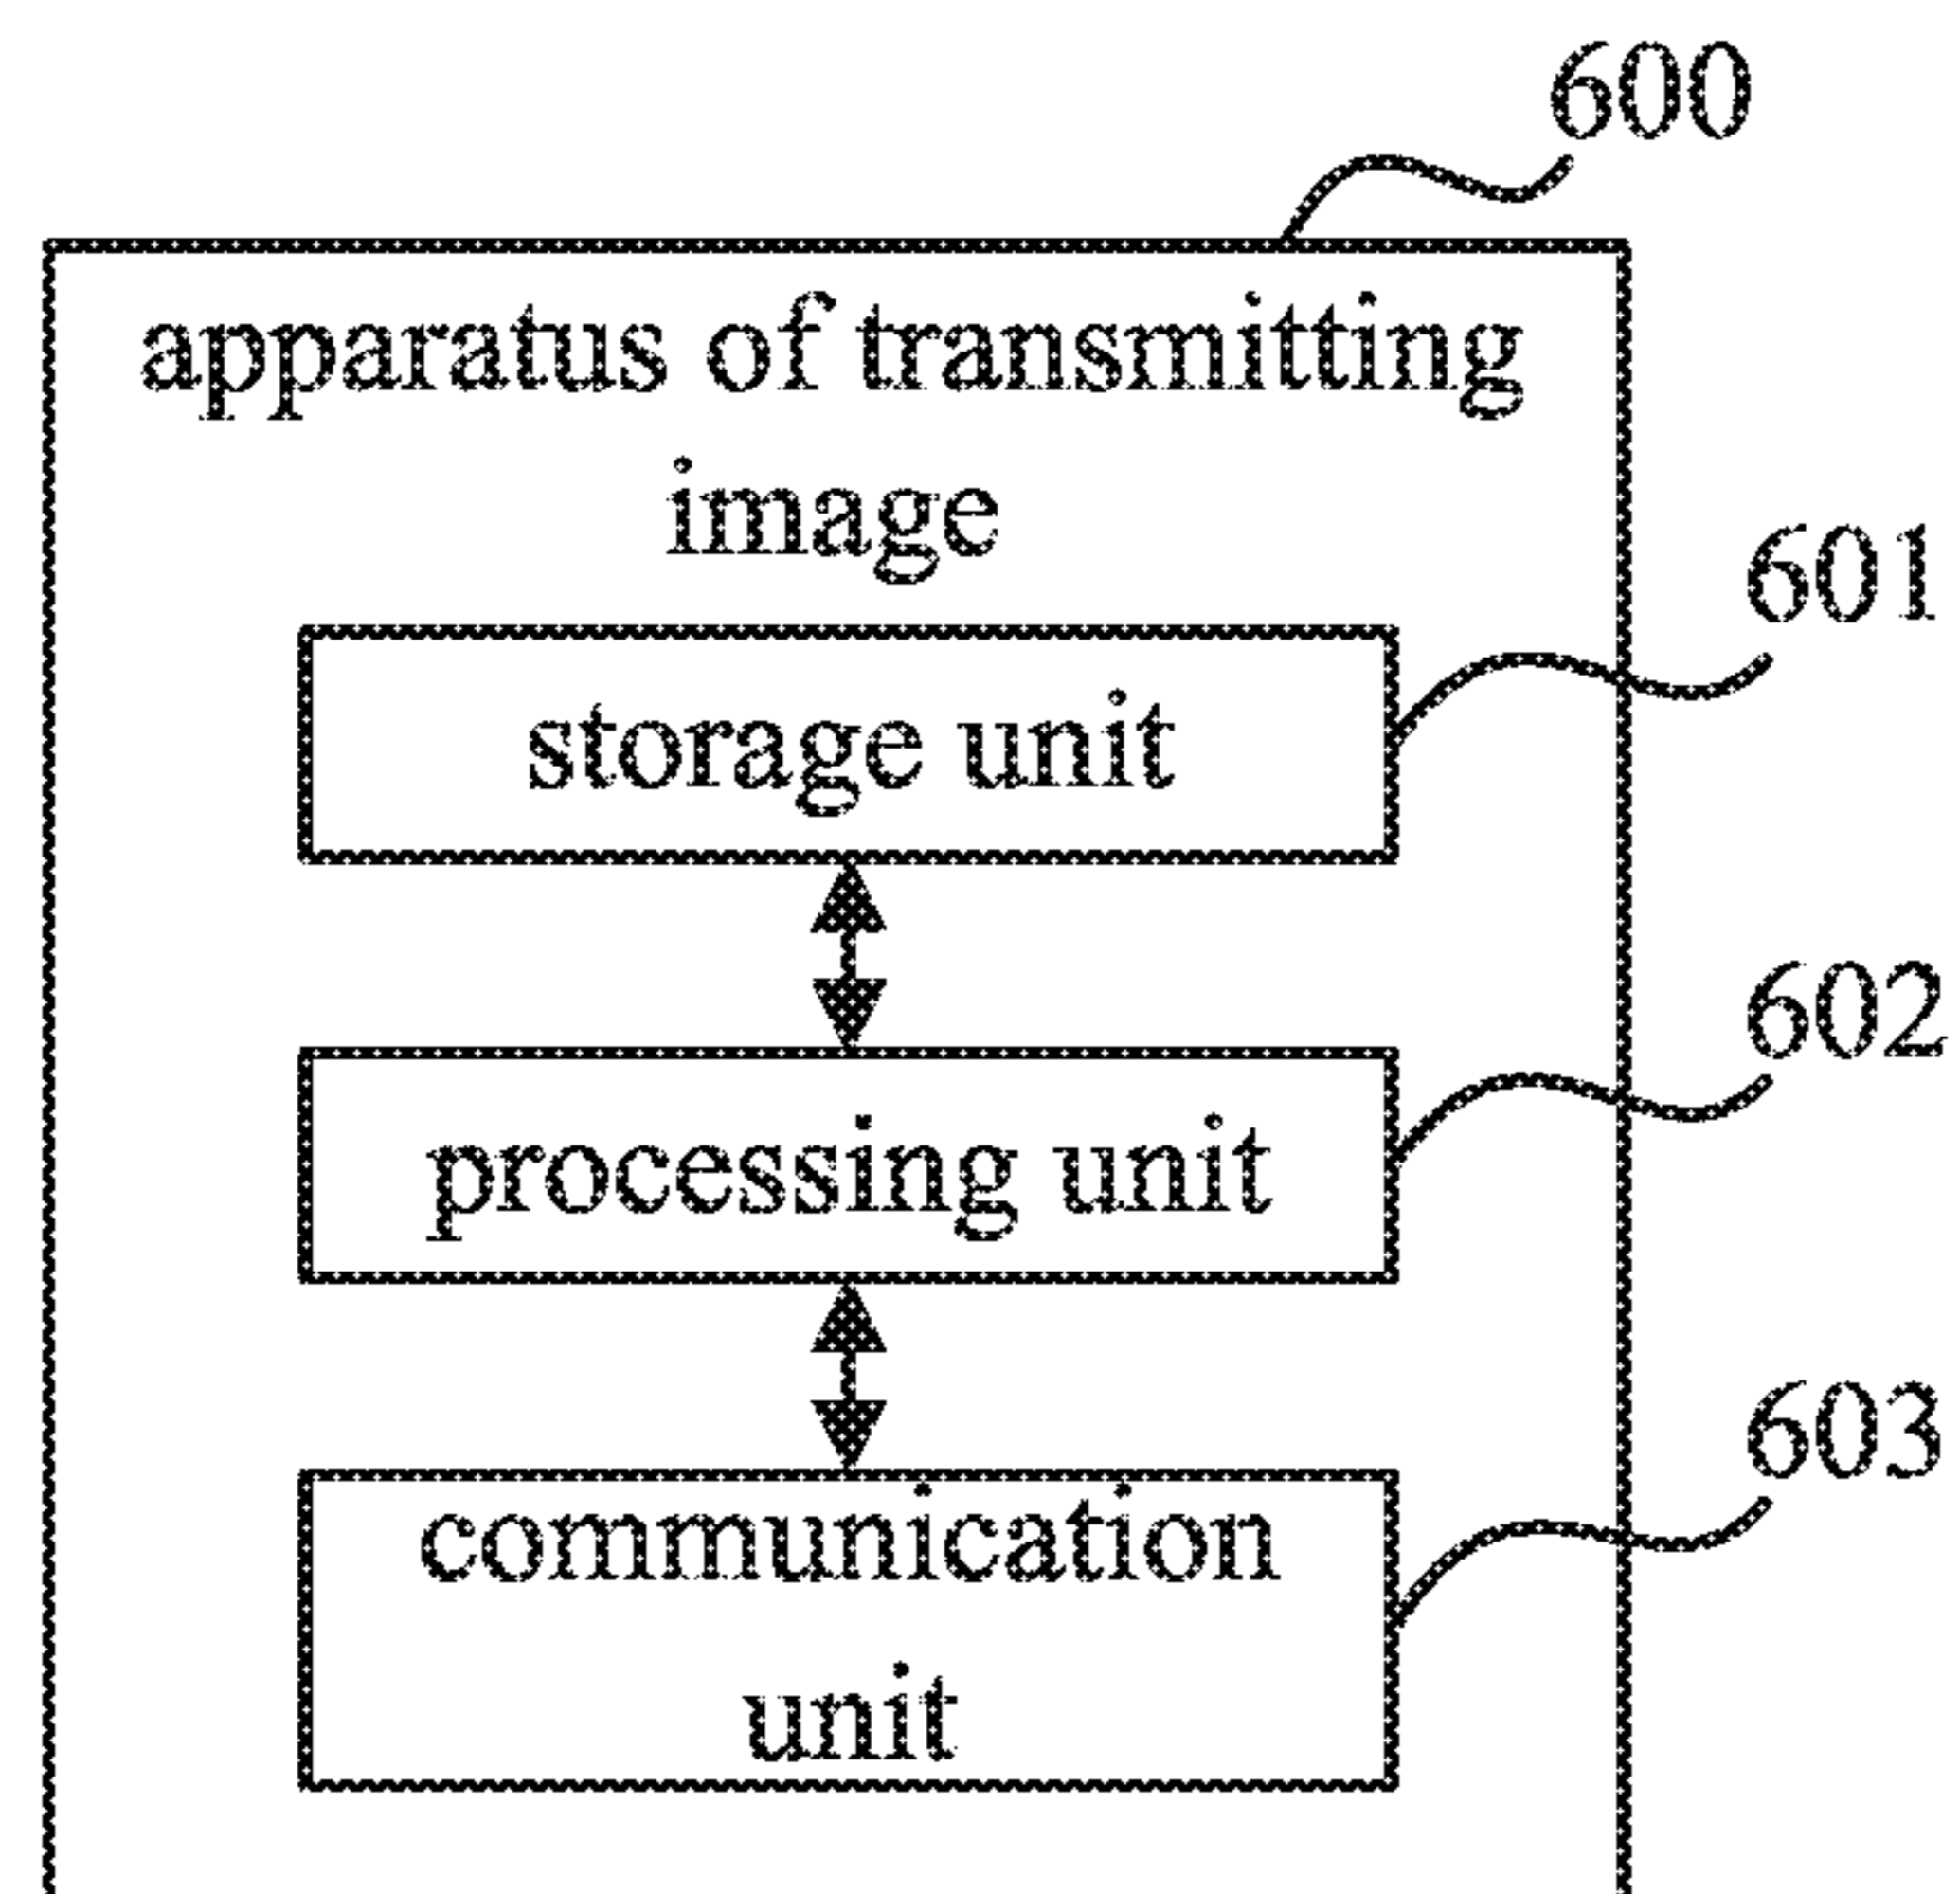 600
apparatus of transmitting
image
601
storage unit
602
processing unit
603
communication
unit